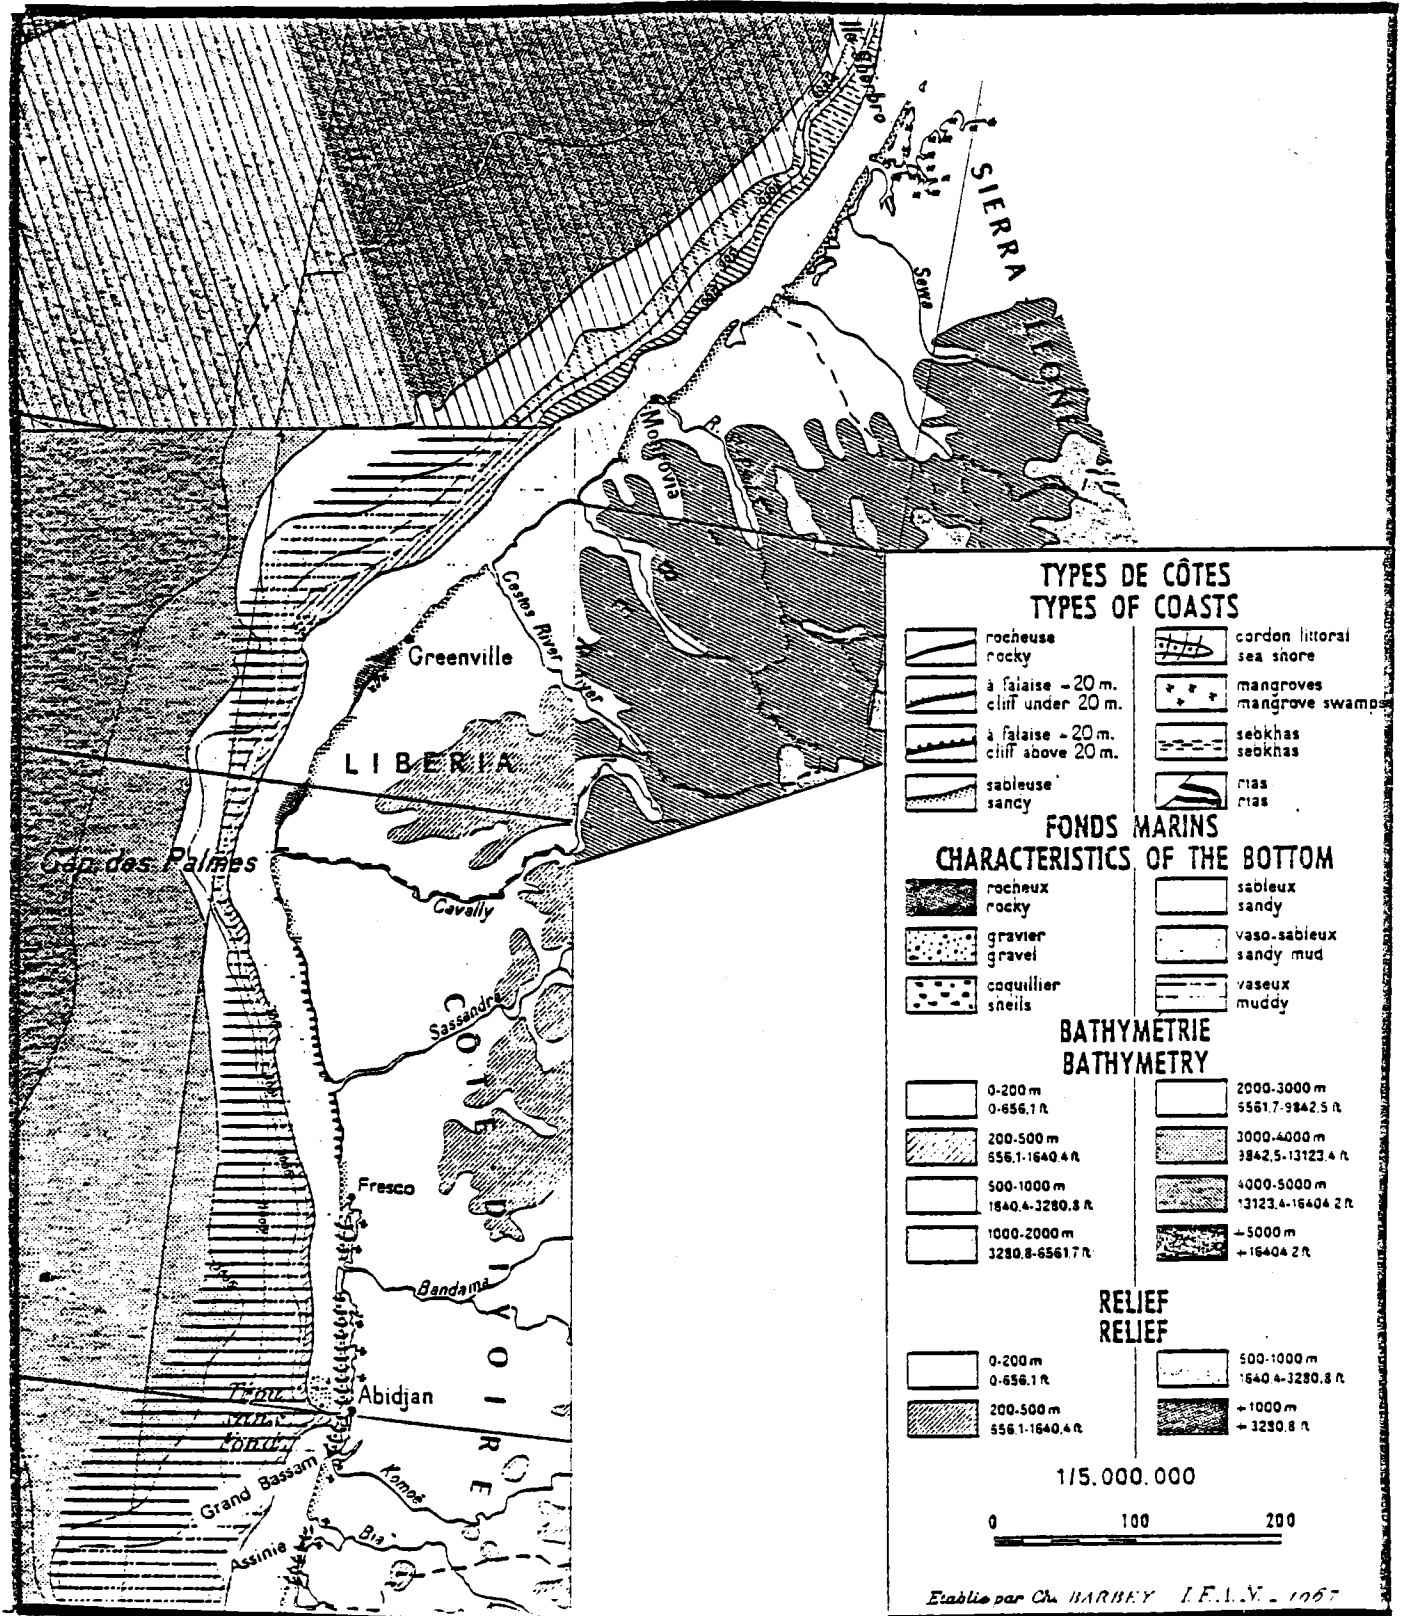 SIERRA
LEONE
Sewa
Monrovia
R.
Cestos River
River
Greenville
LIBERIA
Cap des Palmes
Cavally
Sassandra
CÔTE D'IVOIRE
Fresco
Bandama
Abidjan
Trou
sans
fond
Grand Bassam
Komoé
Assinie
Bia
TYPES DE CÔTES
TYPES OF COASTS
rocheuse
rocky
à falaise - 20 m.
cliff under 20 m.
à falaise + 20 m.
cliff above 20 m.
sableuse
sandy
cordon littoral
sea shore
mangroves
mangrove swamps
sebkhas
sebkhas
rias
rias
FONDS MARINS
CHARACTERISTICS OF THE BOTTOM
rocheux
rocky
gravier
gravel
coquillier
shells
sableux
sandy
vaso-sableux
sandy mud
vaseux
muddy
BATHYMETRIE
BATHYMETRY
0-200 m
0-656.1 ft
200-500 m
656,1-1640.4 ft
500-1000 m
1640,4-3280,8 ft
1000-2000 m
3280,8-6561,7 ft
2000-3000 m
6561,7-9842,5 ft
3000-4000 m
9842,5-13123,4 ft
4000-5000 m
13123,4-16404,2 ft
+5000 m
+16404 2 ft
RELIEF
RELIEF
0-200 m
0-656,1 ft
200-500 m
656,1-1640,4 ft
500-1000 m
1640,4-3280,8 ft
+1000 m
+3280,8 ft
1/5.000.000
0 100 200
Etablie par Ch. BARBEY I.F.A.N. - 1967